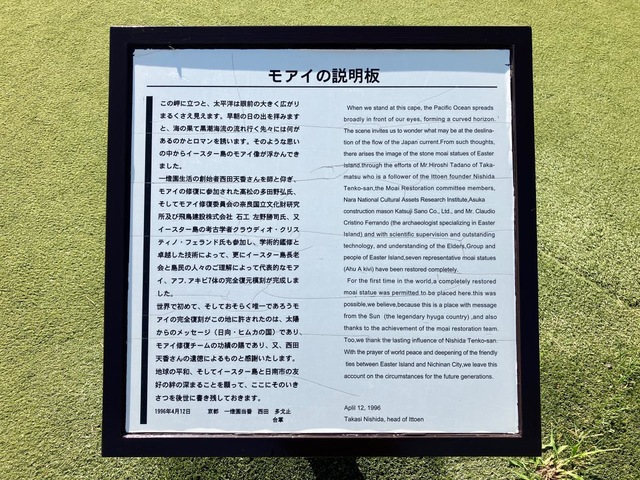 モアイの説明板
この岬に立つと、太平洋は眼前の大きく広がり
まるくさえ見えます。早朝の日の出を拝みます
と、海の果て黒潮海流の流れ行く先々には何が
あるのかとロマンを誘います。そのような思い
の中からイースター島のモアイ像が浮かんでき
ました。
一燈園生活の創始者西田天香さんを師と仰ぎ、
モアイの修復に参加された高松の多田野弘氏、
そしてモアイ修復委員会の奈良国立文化財研究
所及び飛鳥建設株式会社 石工 左野勝司氏、又
イースター島の考古学者クラウディオ・クリス
ティノ・フェランド氏も参加し、学術的鑑修と
卓越した技術によって、更にイースター島長老
会と島民の人々のご理解によって代表的なモア
イ、アフ.アキビ7体の完全復元模刻が完成しま
した。
世界で初めて、そしておそらく唯一であろうモア
イの完全復刻がこの地に許されたのは、太陽
からのメッセージ（日向・ヒムカの国）であり、
モアイ修復チームの功績の賜であり、又、西田
天香さんの遺徳によるものと感謝いたします。
地球の平和、そしてイースター島と日南市の友
好の絆の深まることを願って、ここにそのいき
さつを後世に書き残しておきます。
1996年4月12日 京都 一燈園当番 西田 多戈止
合掌
When we stand at this cape, the Pacific Ocean spreads
broadly in front of our eyes, forming a curved horizon.
The scene invites us to wonder what may be at the destina-
tion of the flow of the Japan current.From such thoughts,
there arises the image of the stone moai statues of Easter
Island.through the efforts of Mr.Hiroshi Tadano of Taka-
matsu who is a follower of the Ittoen founder Nishida
Tenko-san,the Moai Restoration committee members,
Nara National Cultural Assets Research Institute,Asuka
construction mason Katsuji Sano Co., Ltd., and Mr. Claudio
Cristino Ferrando (the archaeologist specializing in Easter
Island) and with scientific supervision and outstanding
technology, and understanding of the Elders,Group and
people of Easter Island,seven representative moai statues
(Ahu A kivi) have been restored completely.
For the first time in the world,a completely restored
moai statue was permitted to be placed here.this was
possible,we believe,because this is a place with message
from the Sun (the legendary hyuga country) ,and also
thanks to the achievement of the moai restoration team.
Too,we thank the lasting influence of Nishida Tenko-san.
With the prayer of world peace and deepening of the friendly
ties between Easter Island and Nichinan City,we leave this
account on the circumstances for the future generations.
Aplil 12, 1996
Takasi Nishida, head of Ittoen